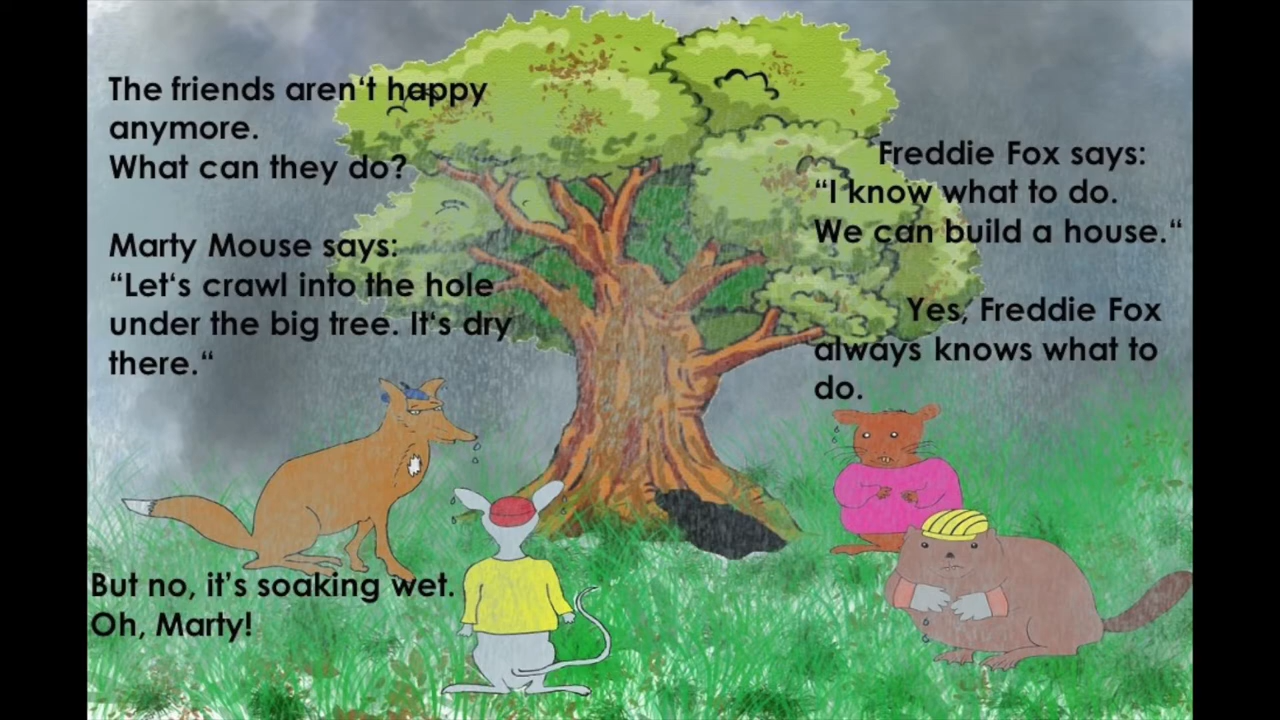 The friends aren‘t happy
anymore.
What can they do?
Marty Mouse says:
“Let‘s crawl into the hole
under the big tree. It‘s dry
there.“
But no, it’s soaking wet.
Oh, Marty!
Freddie Fox says:
“I know what to do.
We can build a house.“
Yes, Freddie Fox
always knows what to
do.